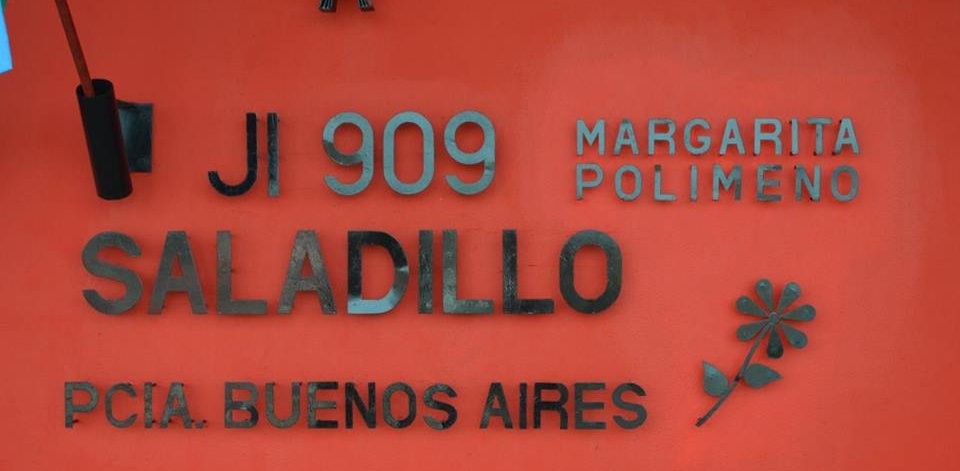 JI 909
MARGARITA
POLIMENO
SALADILLO
PCIA. BUENOS AIRES